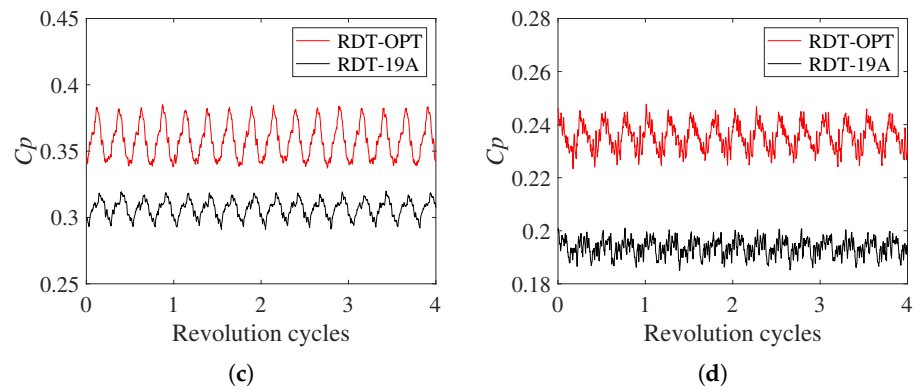 0.45
0.4
0.35
0.3
0.25
Cp
0 1 2 3 4
Revolution cycles
RDT-OPT
RDT-19A
(c)
0.28
0.26
0.24
0.22
0.2
0.18
Cp
0 1 2 3 4
Revolution cycles
RDT-OPT
RDT-19A
(d)